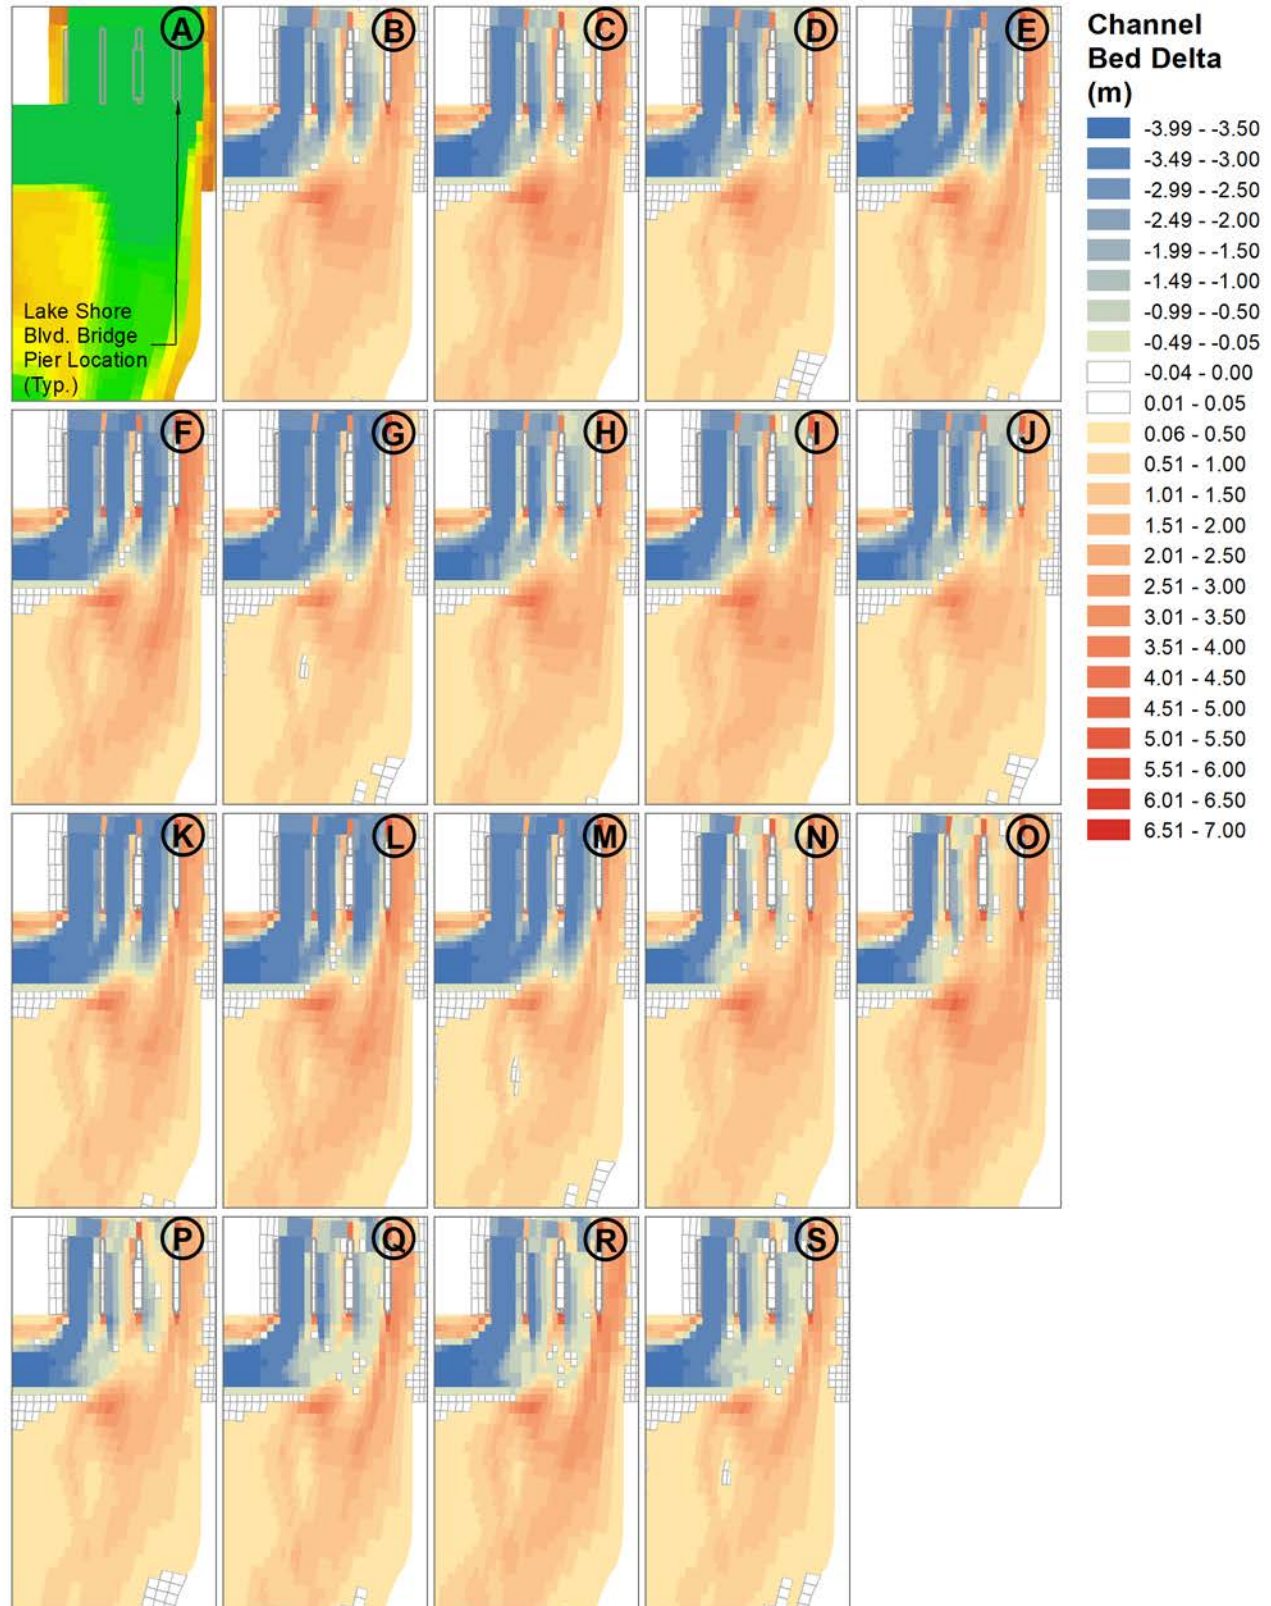 A
B
C
D
E
Lake Shore
Blvd. Bridge
Pier Location
(Typ.)
F
G
H
I
J
K
L
M
N
O
P
Q
R
S
Channel
Bed Delta
(m)
-3.99 - -3.50
-3.49 - -3.00
-2.99 - -2.50
-2.49 - -2.00
-1.99 - -1.50
-1.49 - -1.00
-0.99 - -0.50
-0.49 - -0.05
-0.04 - 0.00
0.01 - 0.05
0.06 - 0.50
0.51 - 1.00
1.01 - 1.50
1.51 - 2.00
2.01 - 2.50
2.51 - 3.00
3.01 - 3.50
3.51 - 4.00
4.01 - 4.50
4.51 - 5.00
5.01 - 5.50
5.51 - 6.00
6.01 - 6.50
6.51 - 7.00